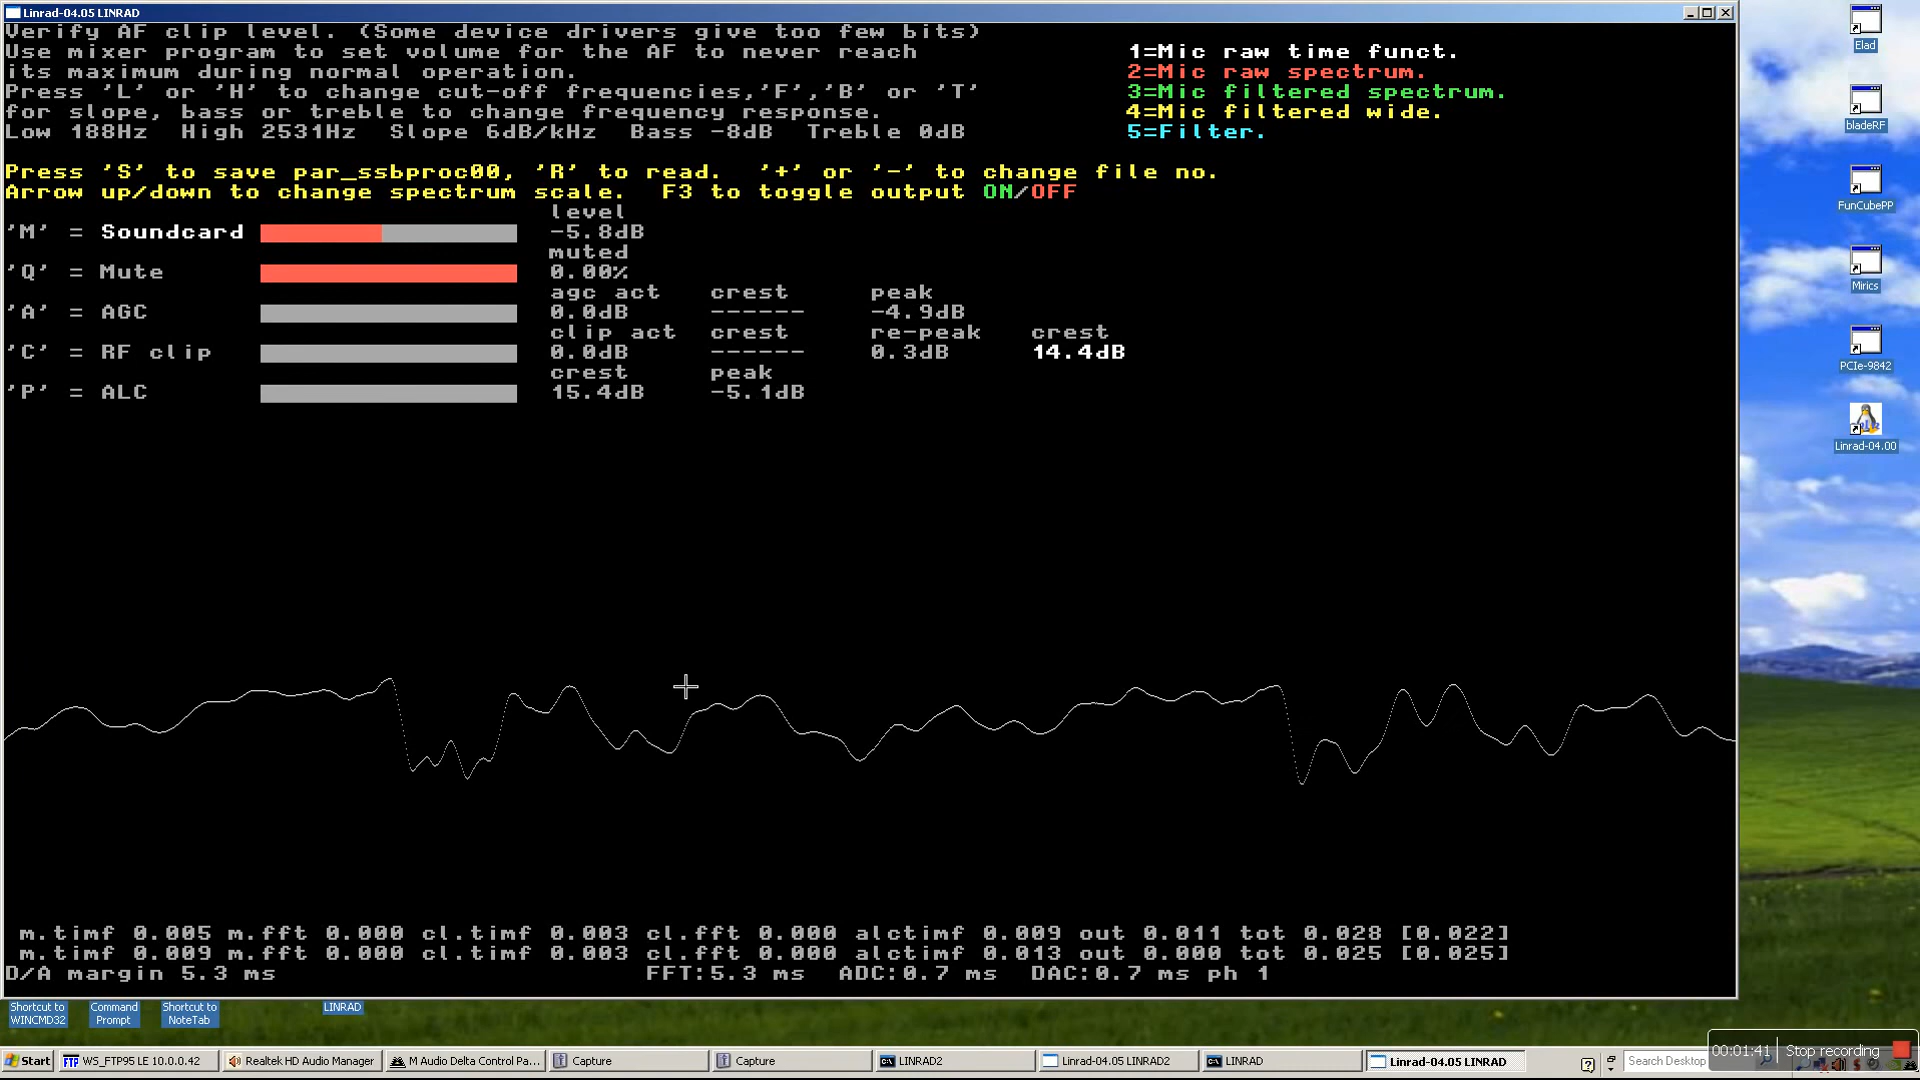 Linrad-04.05 LINRAD
Verify AF clip level. (Some device drivers give too few bits)
Use mixer program to set volume for the AF to never reach
its maximum during normal operation.
Press 'L' or 'H' to change cut-off frequencies,'F','B' or 'T'
for slope, bass or treble to change frequency response.
Low 188Hz High 2531Hz Slope 6dB/kHz Bass -8dB Treble 0dB
1=Mic raw time funct.
2=Mic raw spectrum.
3=Mic filtered spectrum.
4=Mic filtered wide.
5=Filter.
Press 'S' to save par_ssbproc00, 'R' to read. '+' or '-' to change file no.
Arrow up/down to change spectrum scale. F3 to toggle output ON/OFF
level
'M' = Soundcard -5.8dB
muted
'Q' = Mute 0.00%
agc act crest peak
'A' = AGC 0.0dB ------ -4.9dB
clip act crest re-peak crest
'C' = RF clip 0.0dB ------ 0.3dB 14.4dB
crest peak
'P' = ALC 15.4dB -5.1dB
m.timf 0.005 m.fft 0.000 cl.timf 0.003 cl.fft 0.000 alctimf 0.009 out 0.011 tot 0.028 [0.022]
m.timf 0.009 m.fft 0.000 cl.timf 0.003 cl.fft 0.000 alctimf 0.013 out 0.000 tot 0.025 [0.025]
D/A margin 5.3 ms FFT:5.3 ms ADC:0.7 ms DAC:0.7 ms ph 1
Elad
bladeRF
FunCubePP
Mirics
PCIe-9842
Linrad-04.00
Shortcut to WINCMD32
Command Prompt
Shortcut to NoteTab
LINRAD
Start
FTP WS_FTP95 LE 10.0.0.42
Realtek HD Audio Manager
M Audio Delta Control Pa...
Capture
Capture
LINRAD2
Linrad-04.05 LINRAD2
LINRAD
Linrad-04.05 LINRAD
Search Desktop
00:01:41 Stop recording